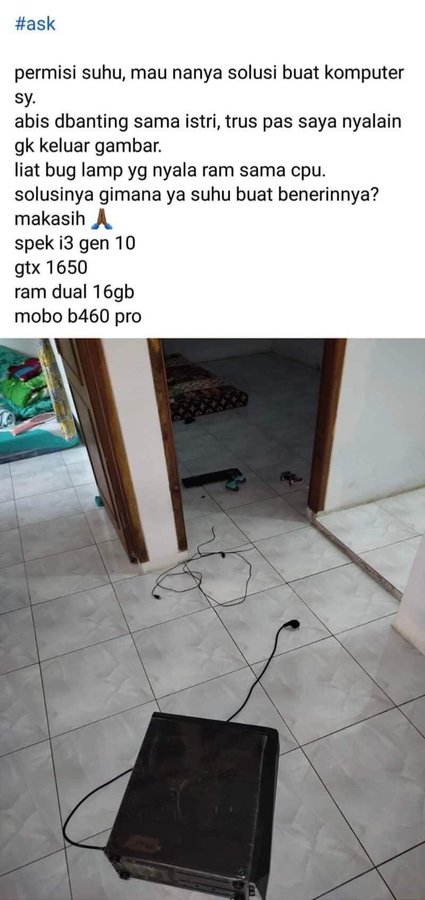 #ask
permisi suhu, mau nanya solusi buat komputer
sy.
abis dbanting sama istri, trus pas saya nyalain
gk keluar gambar.
liat bug lamp yg nyala ram sama cpu.
solusinya gimana ya suhu buat benerinnya?
makasih 🙏🏾
spek i3 gen 10
gtx 1650
ram dual 16gb
mobo b460 pro